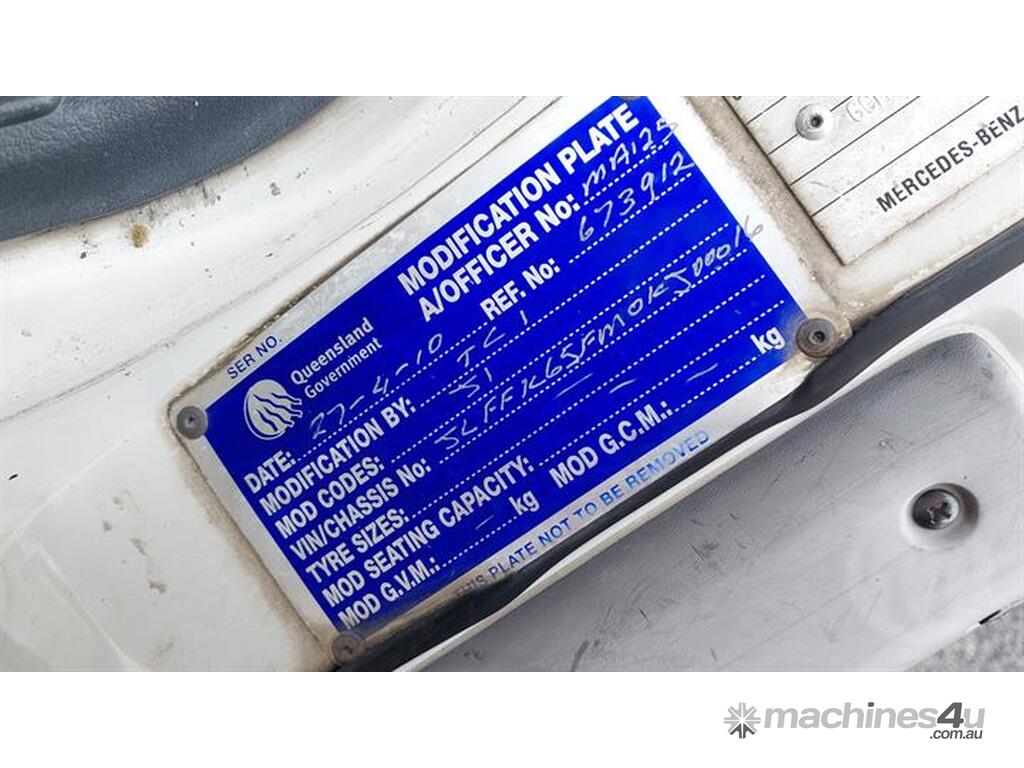 MODIFICATION PLATE
A/OFFICER No: MA125
REF. No: 673912
SER NO.
Queensland
Government
DATE: 27-4-10
MODIFICATION BY: TCI
MOD CODES: S1
VIN/CHASSIS No:
TYRE SIZES: –
MOD SEATING CAPACITY: –
MOD G.V.M.: – kg MOD G.C.M.: – kg
THIS PLATE NOT TO BE REMOVED
MERCEDES-BENZ
machines4u
.com.au